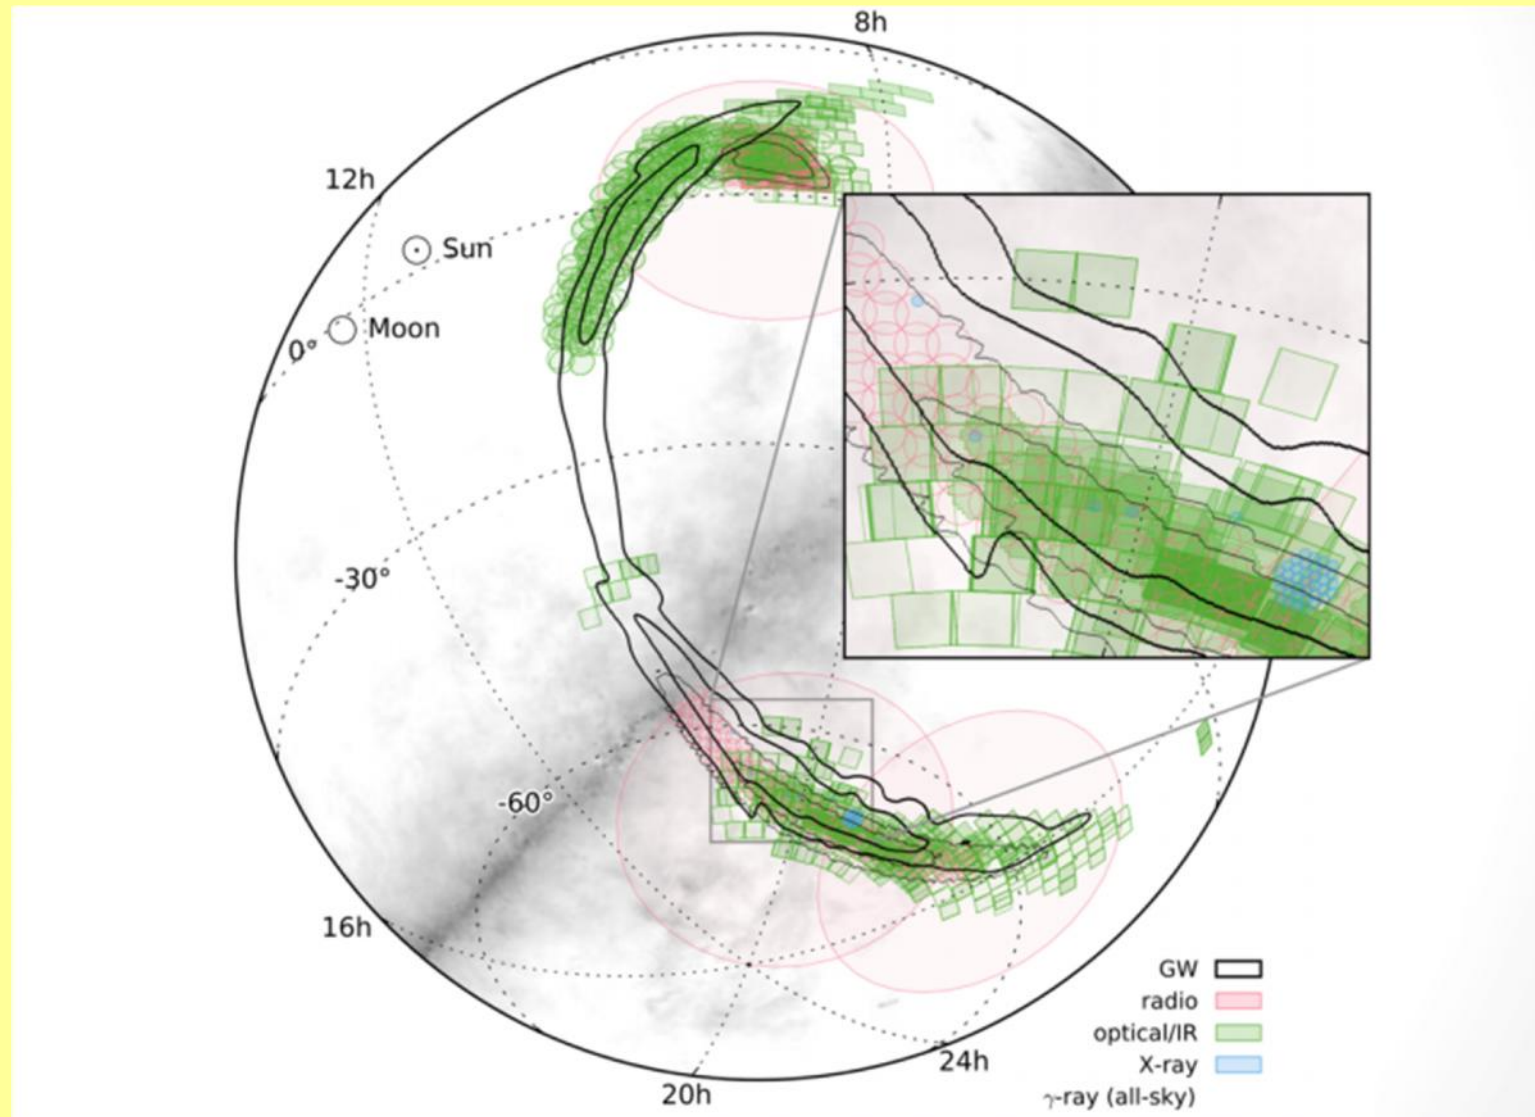 8h
12h
Sun
Moon
0°
-30°
-60°
16h
GW
radio
optical/IR
X-ray
24h
20h
γ-ray (all-sky)